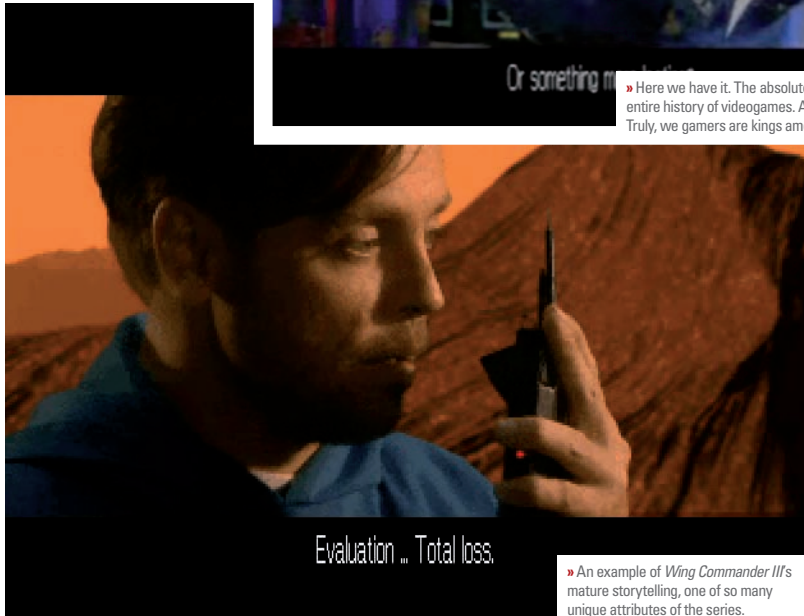 Or something m
» Here we have it. The absolute
entire history of videogames. A
Truly, we gamers are kings am
Evaluation ... Total loss.
» An example of Wing Commander III's
mature storytelling, one of so many
unique attributes of the series.